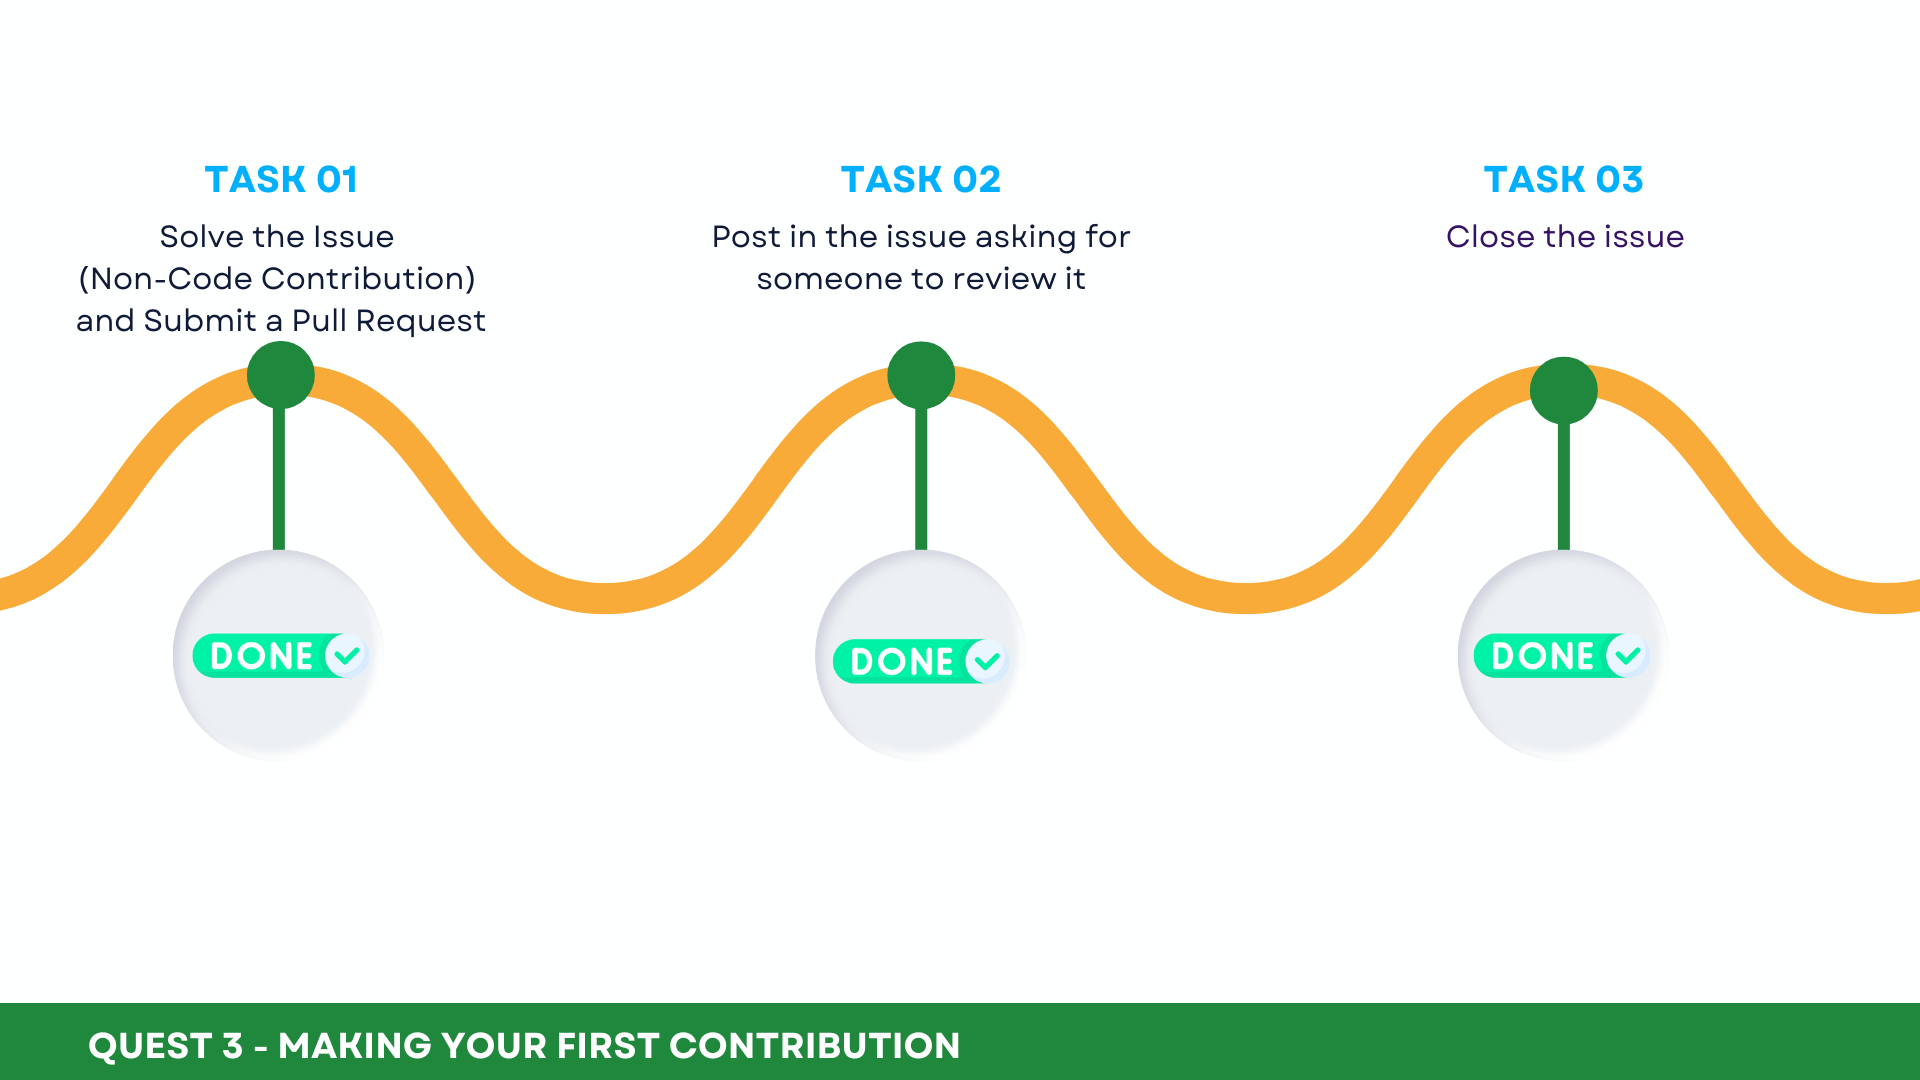 TASK 01
Solve the Issue
(Non-Code Contribution)
and Submit a Pull Request
DONE
TASK 02
Post in the issue asking for
someone to review it
DONE
TASK 03
Close the issue
DONE
QUEST 3 - MAKING YOUR FIRST CONTRIBUTION